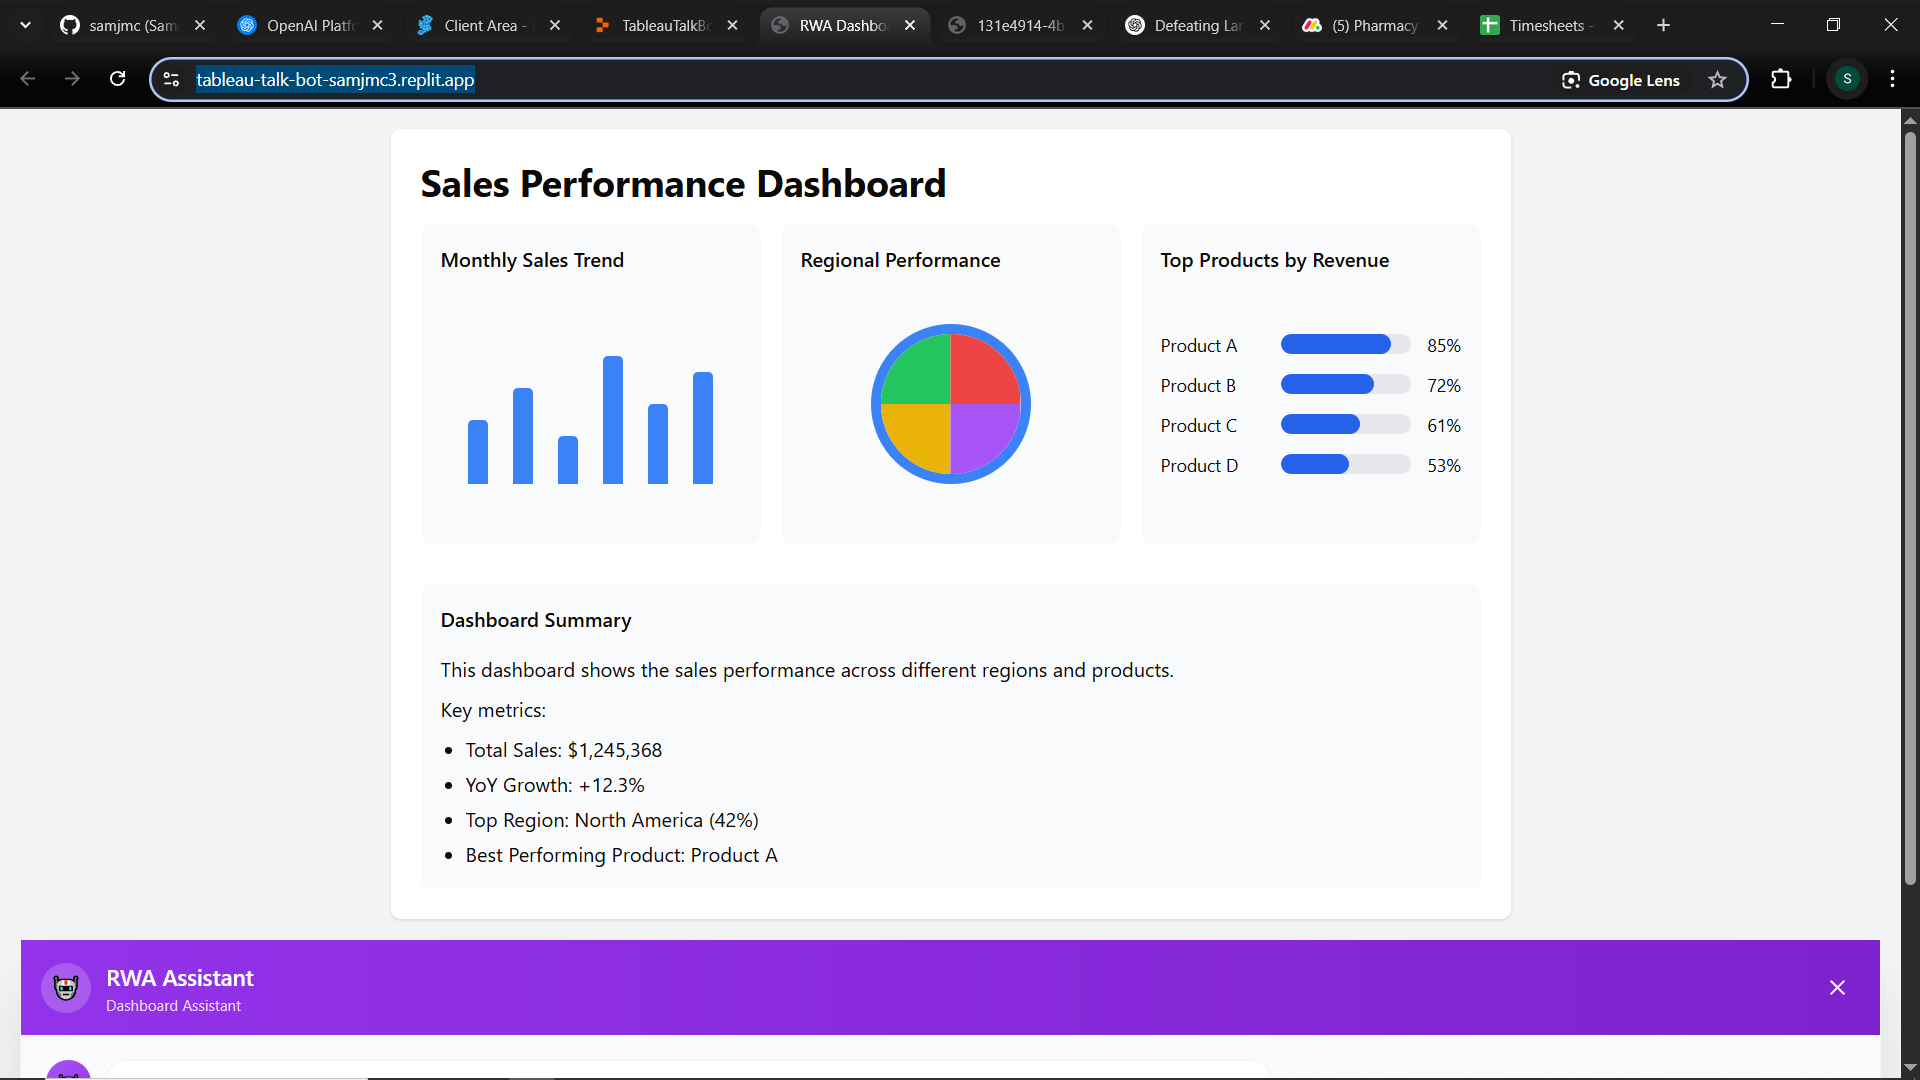 samjmc (Sam
OpenAI Platfo
Client Area -
TableauTalkBo
RWA Dashbo
131e4914-4b
Defeating Lar
(5) Pharmacy
Timesheets -
tableau-talk-bot-samjmc3.replit.app
Google Lens
S
Sales Performance Dashboard
Monthly Sales Trend
Regional Performance
Top Products by Revenue
Product A 85%
Product B 72%
Product C 61%
Product D 53%
Dashboard Summary
This dashboard shows the sales performance across different regions and products.
Key metrics:
• Total Sales: $1,245,368
• YoY Growth: +12.3%
• Top Region: North America (42%)
• Best Performing Product: Product A
RWA Assistant
Dashboard Assistant